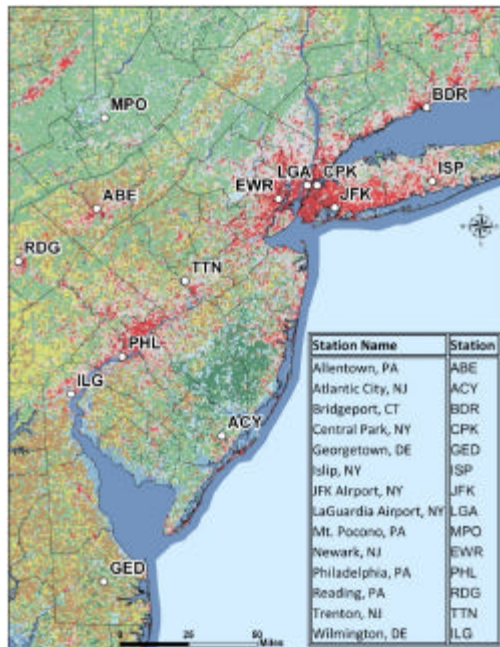 MPO
BDR
LGA CPK
ISP
EWR
JFK
ABE
RDG
TTN
PHL
ILG
ACY
GED
Station Name Station
Allentown, PA ABE
Atlantic City, NJ ACY
Bridgeport, CT BDR
Central Park, NY CPK
Georgetown, DE GED
Islip, NY ISP
JFK Airport, NY JFK
LaGuardia Airport, NY LGA
Mt. Pocono, PA MPO
Newark, NJ EWR
Philadelphia, PA PHL
Reading, PA RDG
Trenton, NJ TTN
Wilmington, DE ILG
0 25 50
Miles